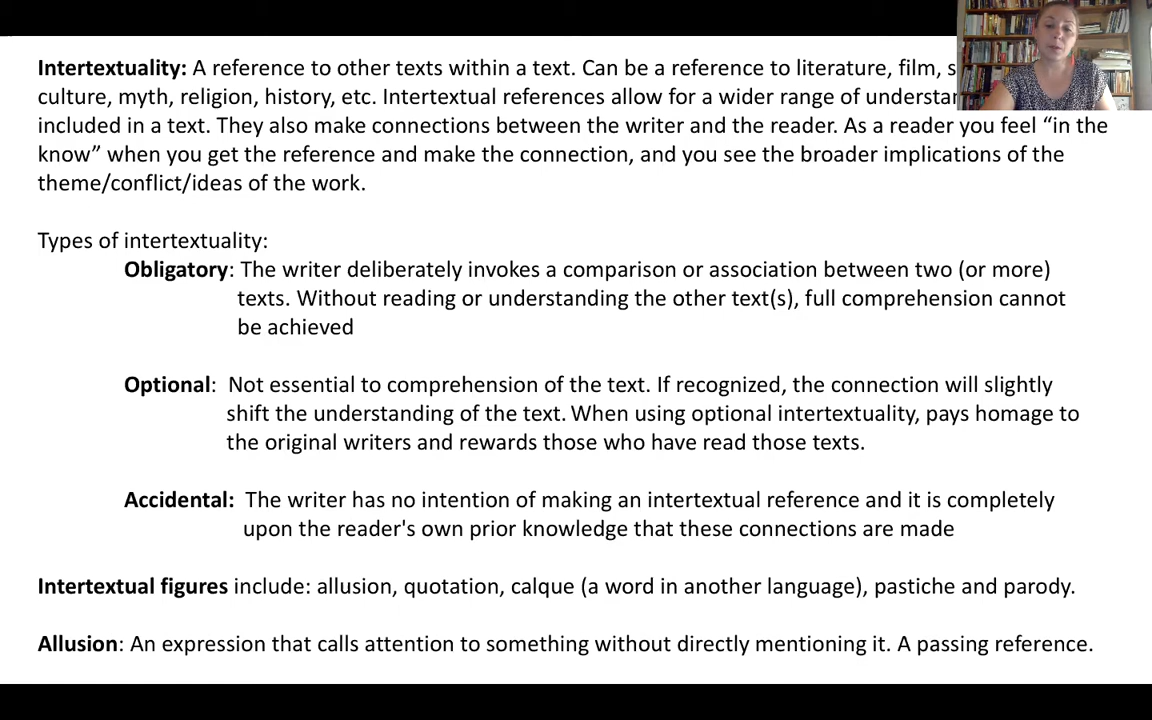 Intertextuality: A reference to other texts within a text. Can be a reference to literature, film,
culture, myth, religion, history, etc. Intertextual references allow for a wider range of
included in a text. They also make connections between the writer and the reader. As a reader you feel “in the
know” when you get the reference and make the connection, and you see the broader implications of the
theme/conflict/ideas of the work.
Types of intertextuality:
Obligatory: The writer deliberately invokes a comparison or association between two (or more)
texts. Without reading or understanding the other text(s), full comprehension cannot
be achieved
Optional: Not essential to comprehension of the text. If recognized, the connection will slightly
shift the understanding of the text. When using optional intertextuality, pays homage to
the original writers and rewards those who have read those texts.
Accidental: The writer has no intention of making an intertextual reference and it is completely
upon the reader's own prior knowledge that these connections are made
Intertextual figures include: allusion, quotation, calque (a word in another language), pastiche and parody.
Allusion: An expression that calls attention to something without directly mentioning it. A passing reference.